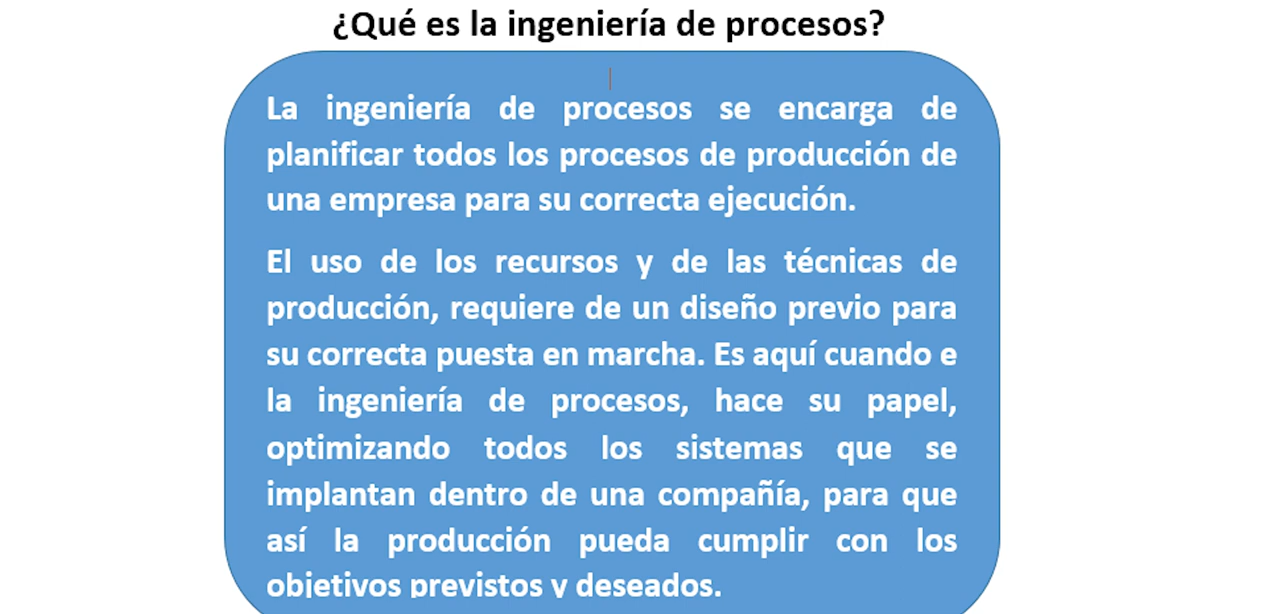 ¿Qué es la ingeniería de procesos?
La ingeniería de procesos se encarga de
planificar todos los procesos de producción de
una empresa para su correcta ejecución.
El uso de los recursos y de las técnicas de
producción, requiere de un diseño previo para
su correcta puesta en marcha. Es aquí cuando e
la ingeniería de procesos, hace su papel,
optimizando todos los sistemas que se
implantan dentro de una compañía, para que
así la producción pueda cumplir con los
objetivos previstos y deseados.